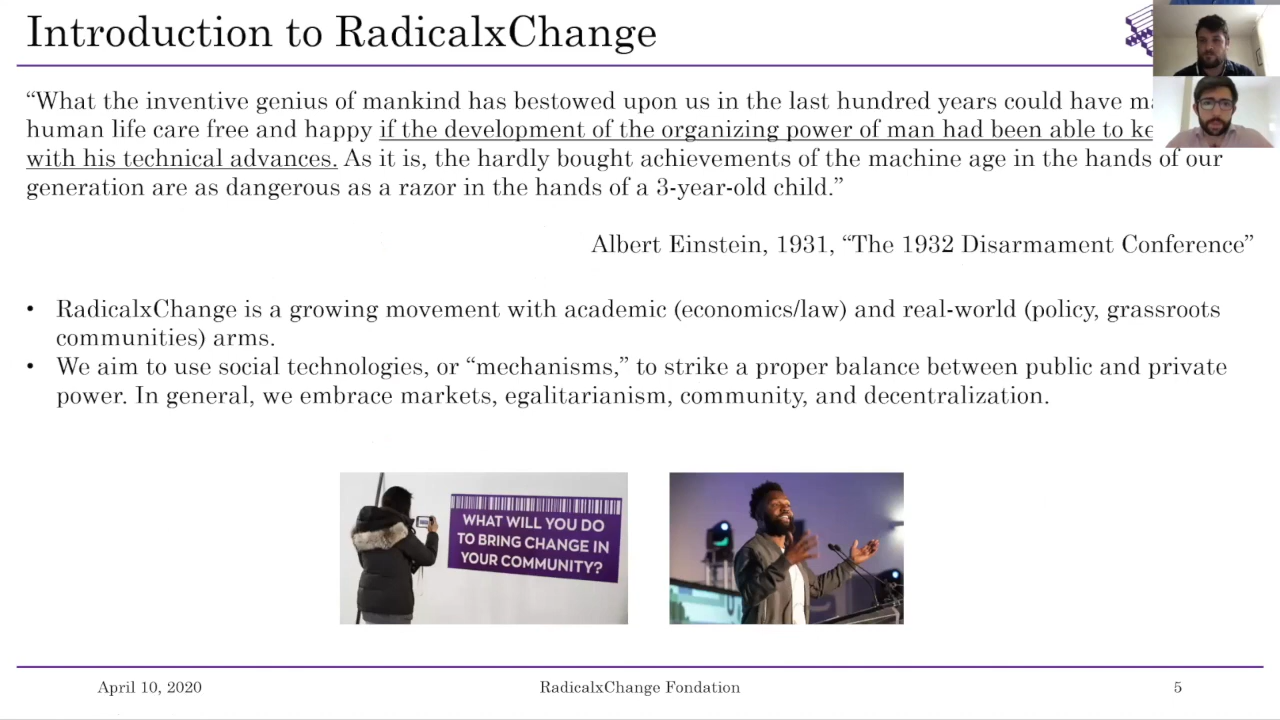 Introduction to RadicalxChange
“What the inventive genius of mankind has bestowed upon us in the last hundred years could have
human life care free and happy if the development of the organizing power of man had been able to
with his technical advances. As it is, the hardly bought achievements of the machine age in the hands of our
generation are as dangerous as a razor in the hands of a 3-year-old child.”
Albert Einstein, 1931, “The 1932 Disarmament Conference”
• RadicalxChange is a growing movement with academic (economics/law) and real-world (policy, grassroots
communities) arms.
• We aim to use social technologies, or “mechanisms,” to strike a proper balance between public and private
power. In general, we embrace markets, egalitarianism, community, and decentralization.
WHAT WILL YOU DO
TO BRING CHANGE IN
YOUR COMMUNITY?
April 10, 2020
RadicalxChange Fondation
5